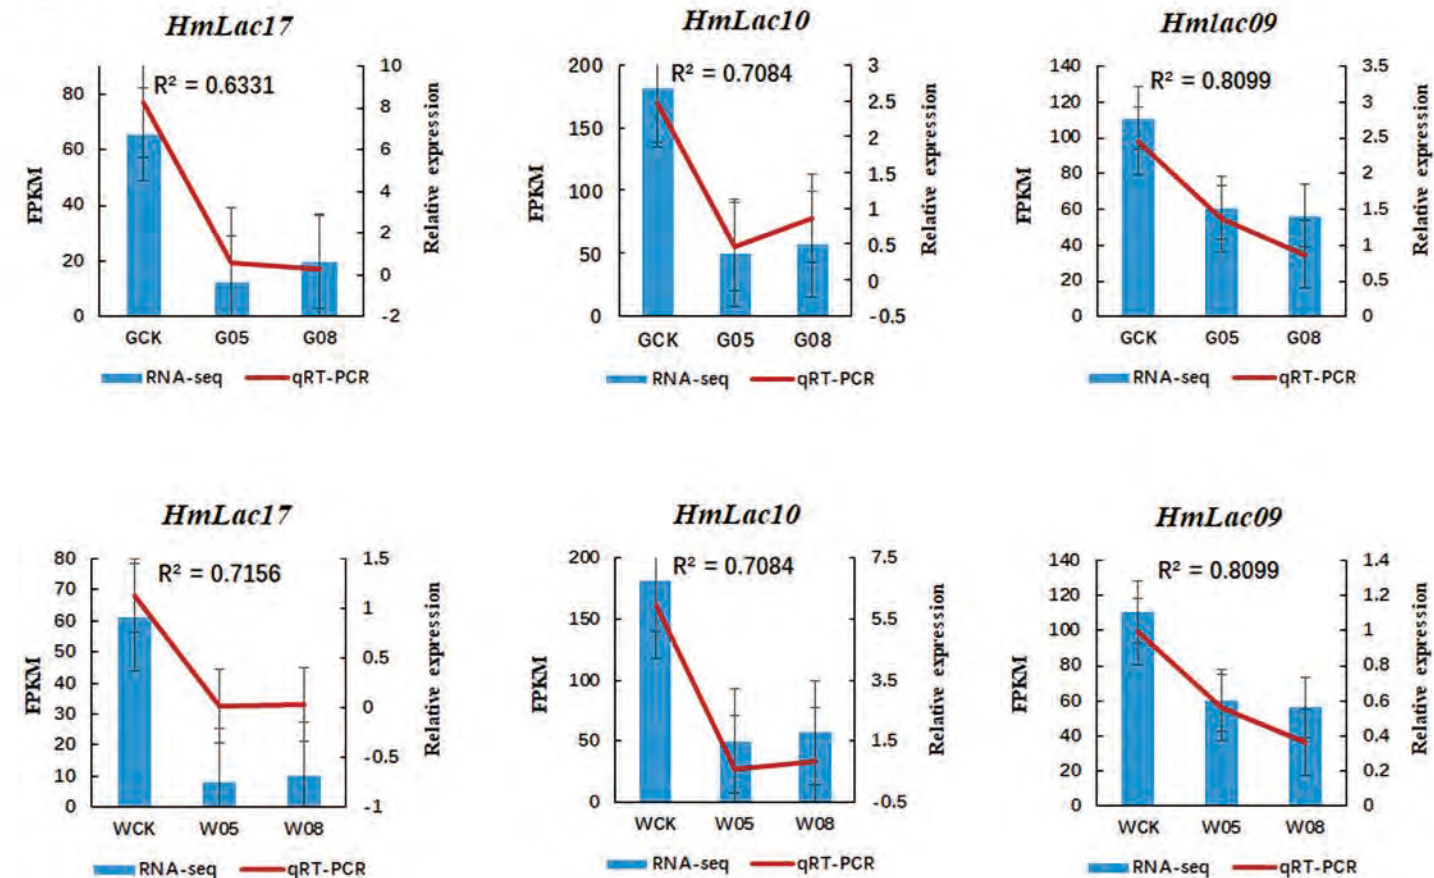 HmLac17
R² = 0.6331
FPKM
80
60
40
20
0
10
8
6
4
2
0
-2
Relative expression
GCK G05 G08
RNA-seq qRT-PCR
HmLac10
R² = 0.7084
FPKM
200
150
100
50
0
3
2.5
2
1.5
1
0.5
0
-0.5
Relative expression
GCK G05 G08
RNA-seq qRT-PCR
Hmlac09
R² = 0.8099
FPKM
140
120
100
80
60
40
20
0
3.5
3
2.5
2
1.5
1
0.5
0
Relative expression
GCK G05 G08
RNA-seq qRT-PCR
HmLac17
R² = 0.7156
FPKM
80
70
60
50
40
30
20
10
0
1.5
1
0.5
0
-0.5
-1
Relative expression
WCK W05 W08
RNA-seq qRT-PCR
HmLac10
R² = 0.7084
FPKM
200
150
100
50
0
7.5
5.5
3.5
1.5
-0.5
Relative expression
WCK W05 W08
RNA-seq qRT-PCR
HmLac09
R² = 0.8099
FPKM
140
120
100
80
60
40
20
0
1.4
1.2
1
0.8
0.6
0.4
0.2
0
Relative expression
WCK W05 W08
RNA-seq qRT-PCR